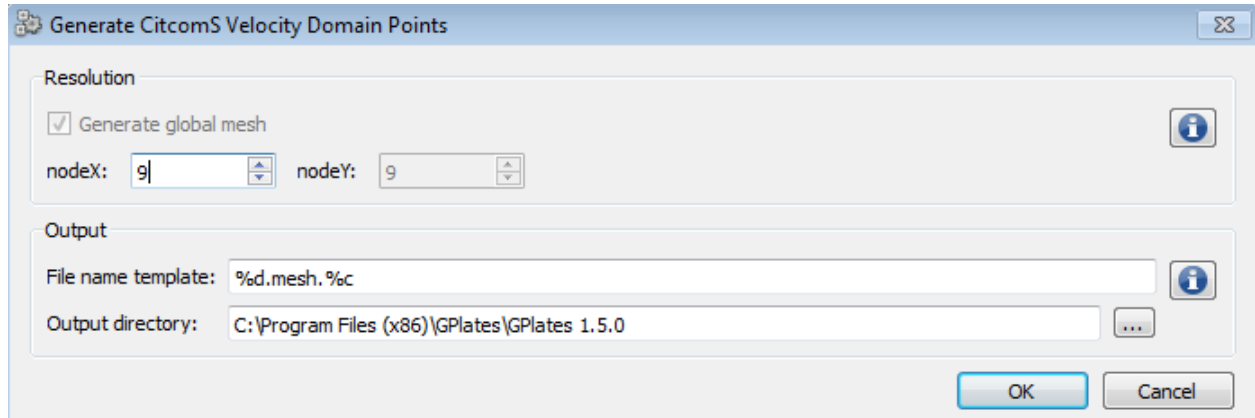 Generate CitcomS Velocity Domain Points
Resolution
Generate global mesh
nodeX: 9 nodeY: 9
Output
File name template: %d.mesh.%c
Output directory: C:\Program Files (x86)\GPlates\GPlates 1.5.0 ...
OK Cancel